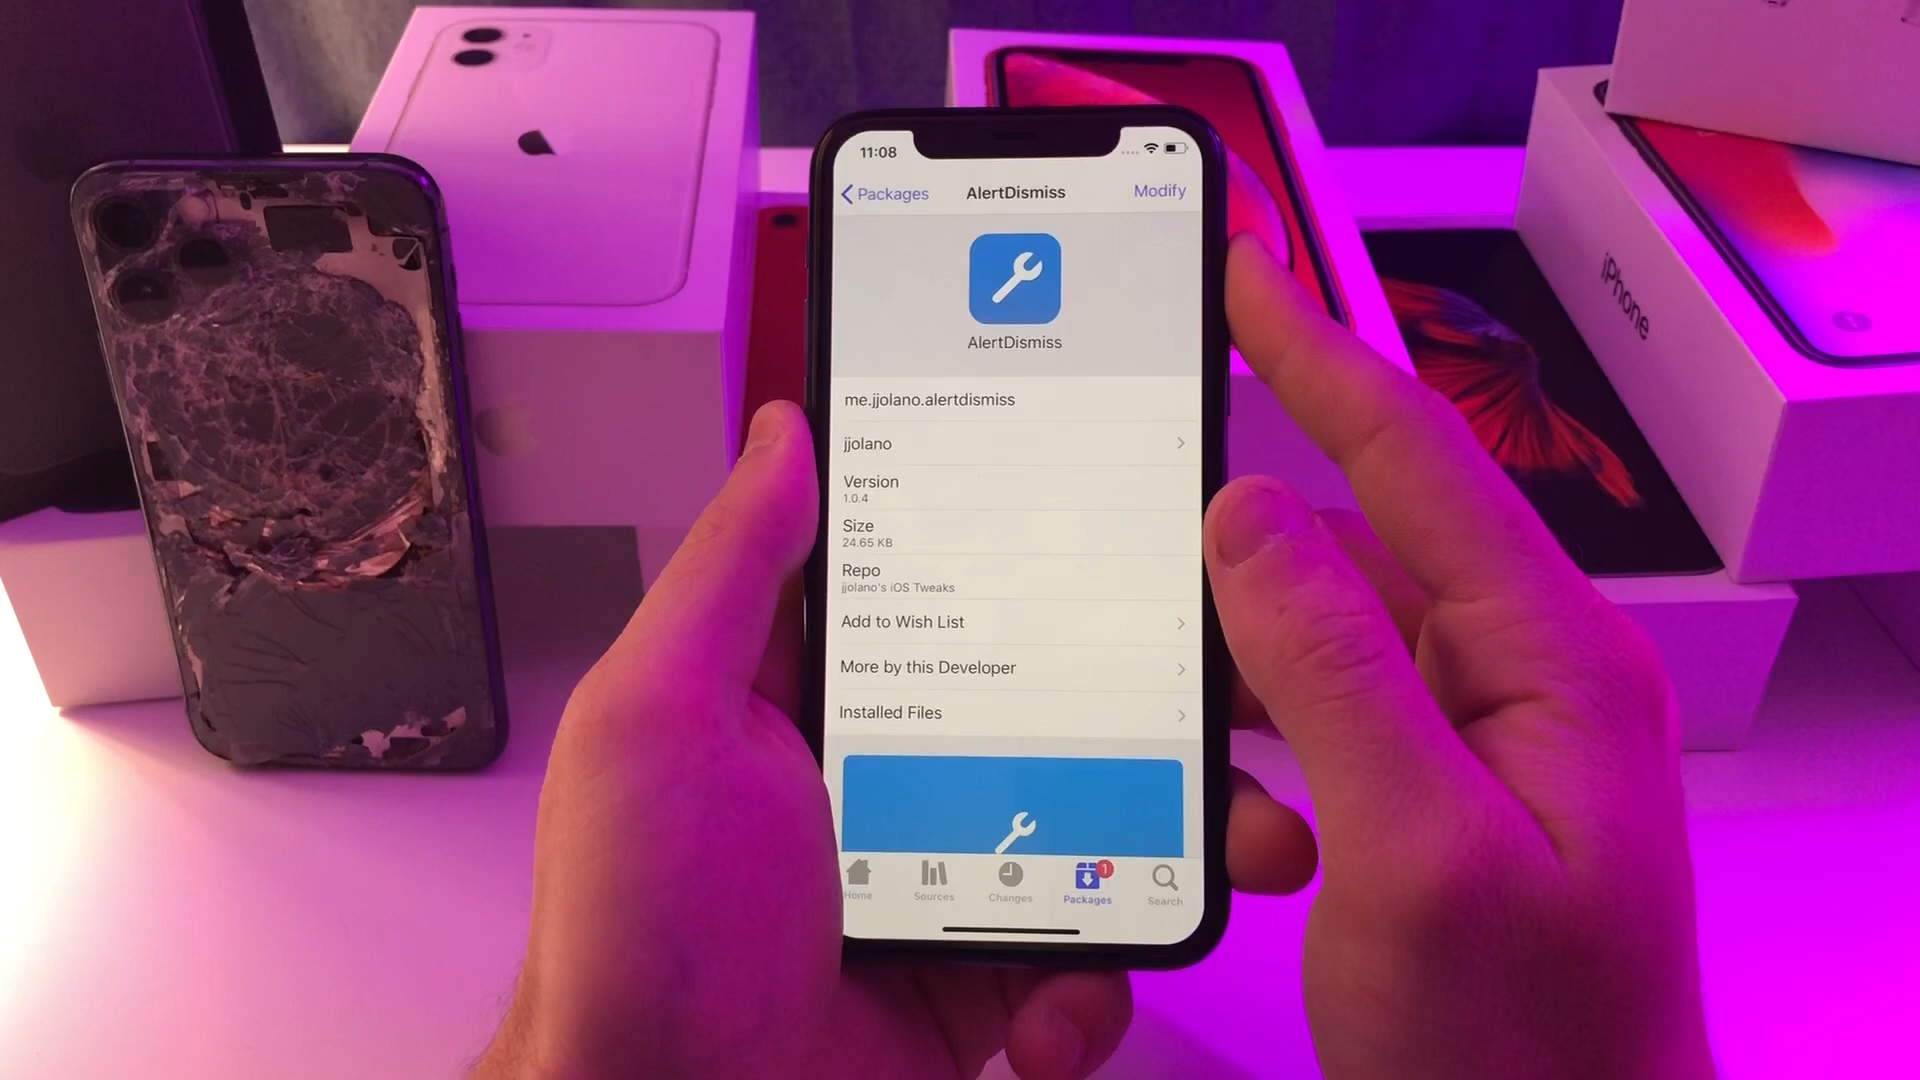 11:08
Packages
AlertDismiss
Modify
AlertDismiss
me.jjolano.alertdismiss
jjolano
Version
1.0.4
Size
24.65 KB
Repo
jjolano's iOS Tweaks
Add to Wish List
More by this Developer
Installed Files
1
Home
Sources
Changes
Packages
Search
iPhone